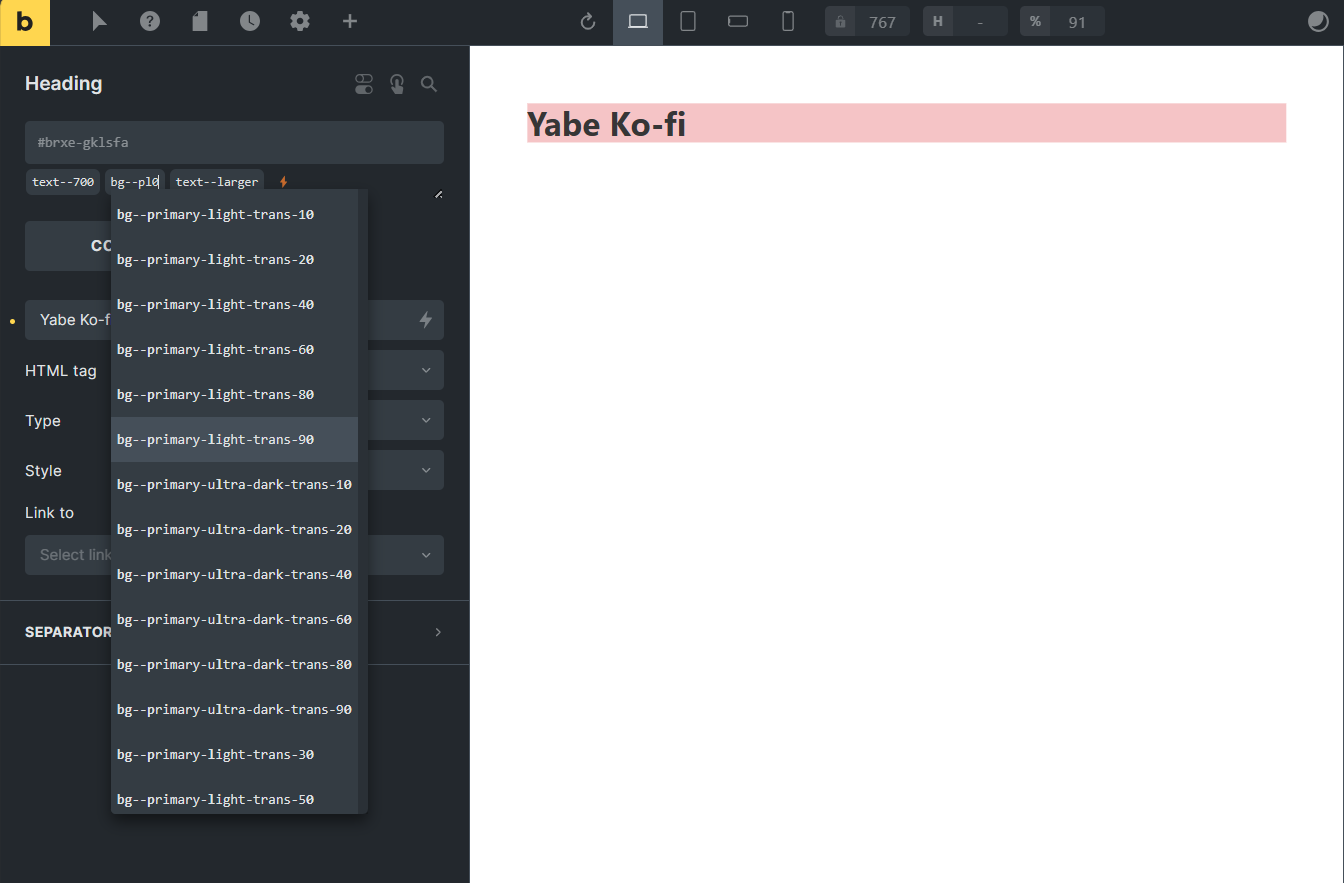 b
767
H
-
%
91
Heading
#brxe-gklsfa
text--700
bg--pl0
text--larger
bg--primary-light-trans-10
bg--primary-light-trans-20
bg--primary-light-trans-40
bg--primary-light-trans-60
bg--primary-light-trans-80
bg--primary-light-trans-90
bg--primary-ultra-dark-trans-10
bg--primary-ultra-dark-trans-20
bg--primary-ultra-dark-trans-40
bg--primary-ultra-dark-trans-60
bg--primary-ultra-dark-trans-80
bg--primary-ultra-dark-trans-90
bg--primary-light-trans-30
bg--primary-light-trans-50
CO
Yabe Ko-f
HTML tag
Type
Style
Link to
Select link
SEPARATOR
Yabe Ko-fi